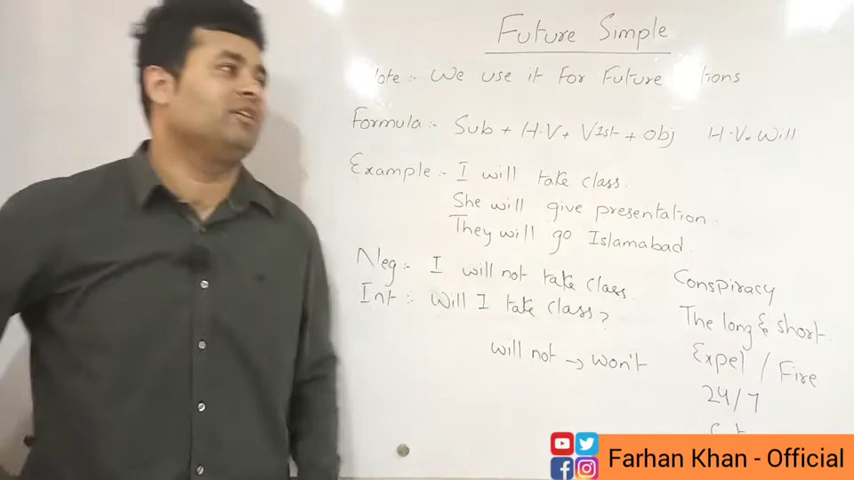 Future Simple
Note :- We use it for Future
Formula :- Sub + H.V + V1st + obj H.V = Will
Example :- I will take class.
She will give presentation.
They will go Islamabad.
Neg :- I will not take class.
Int :- Will I take class?
will not → won't
Conspiracy
The long & short.
Expel / Fire
24/7
Farhan Khan - Official